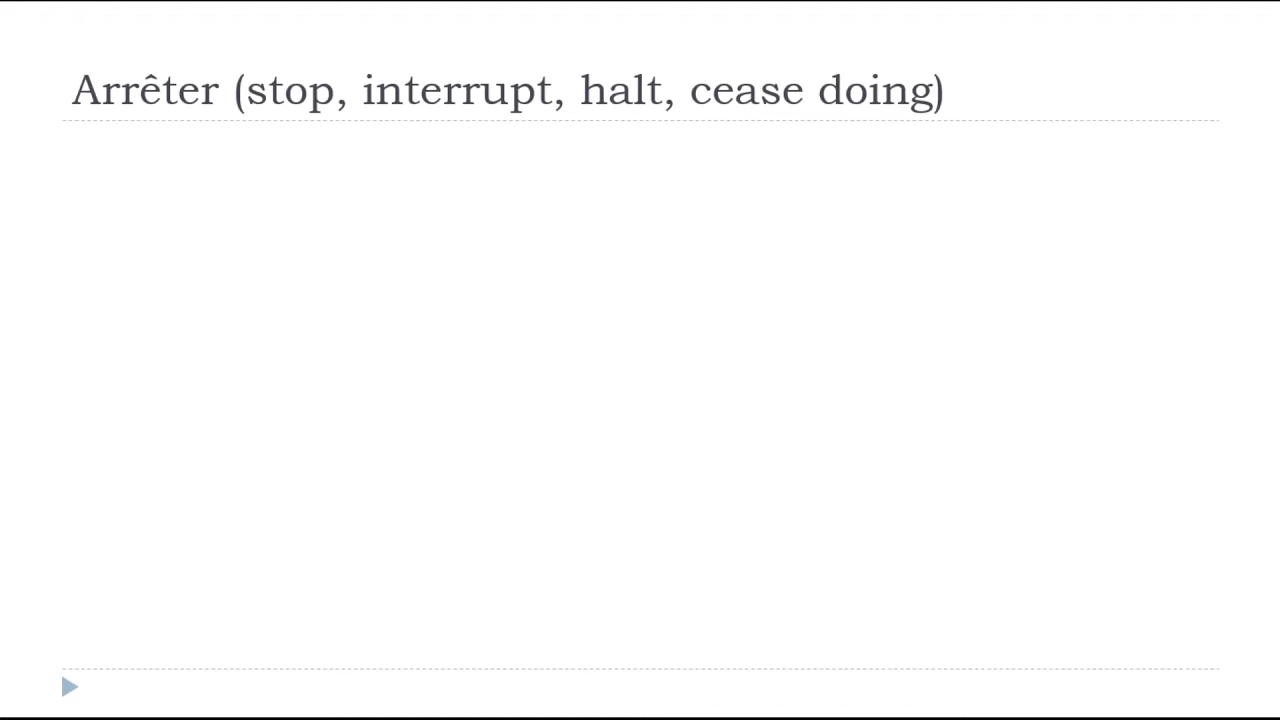 Arrêter (stop, interrupt, halt, cease doing)